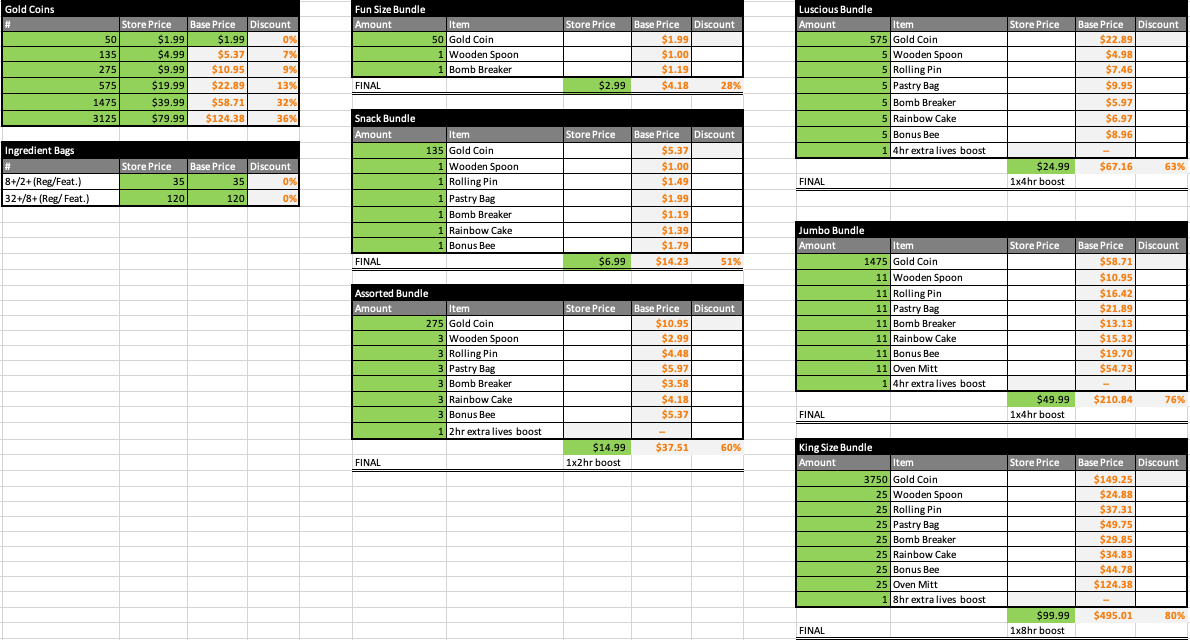 Gold Coins
# Store Price Base Price Discount
50 $1.99 $1.99 0%
135 $4.99 $5.37 7%
275 $9.99 $10.95 9%
575 $19.99 $22.89 13%
1475 $39.99 $58.71 32%
3125 $79.99 $124.38 36%
Ingredient Bags
# Store Price Base Price Discount
8+/2+ (Reg/Feat.) 35 35 0%
32+/8+ (Reg/ Feat.) 120 120 0%
Fun Size Bundle
Amount Item Store Price Base Price Discount
50 Gold Coin $1.99
1 Wooden Spoon $1.00
1 Bomb Breaker $1.19
FINAL $2.99 $4.18 28%
Snack Bundle
Amount Item Store Price Base Price Discount
135 Gold Coin $5.37
1 Wooden Spoon $1.00
1 Rolling Pin $1.49
1 Pastry Bag $1.99
1 Bomb Breaker $1.19
1 Rainbow Cake $1.39
1 Bonus Bee $1.79
FINAL $6.99 $14.23 51%
Assorted Bundle
Amount Item Store Price Base Price Discount
275 Gold Coin $10.95
3 Wooden Spoon $2.99
3 Rolling Pin $4.48
3 Pastry Bag $5.97
3 Bomb Breaker $3.58
3 Rainbow Cake $4.18
3 Bonus Bee $5.37
1 2hr extra lives boost –
$14.99 $37.51 60%
FINAL 1x2hr boost
Luscious Bundle
Amount Item Store Price Base Price Discount
575 Gold Coin $22.89
5 Wooden Spoon $4.98
5 Rolling Pin $7.46
5 Pastry Bag $9.95
5 Bomb Breaker $5.97
5 Rainbow Cake $6.97
5 Bonus Bee $8.96
1 4hr extra lives boost –
$24.99 $67.16 63%
FINAL 1x4hr boost
Jumbo Bundle
Amount Item Store Price Base Price Discount
1475 Gold Coin $58.71
11 Wooden Spoon $10.95
11 Rolling Pin $16.42
11 Pastry Bag $21.89
11 Bomb Breaker $13.13
11 Rainbow Cake $15.32
11 Bonus Bee $19.70
11 Oven Mitt $54.73
1 4hr extra lives boost –
$49.99 $210.84 76%
FINAL 1x4hr boost
King Size Bundle
Amount Item Store Price Base Price Discount
3750 Gold Coin $149.25
25 Wooden Spoon $24.88
25 Rolling Pin $37.31
25 Pastry Bag $49.75
25 Bomb Breaker $29.85
25 Rainbow Cake $34.83
25 Bonus Bee $44.78
25 Oven Mitt $124.38
1 8hr extra lives boost –
$99.99 $495.01 80%
FINAL 1x8hr boost